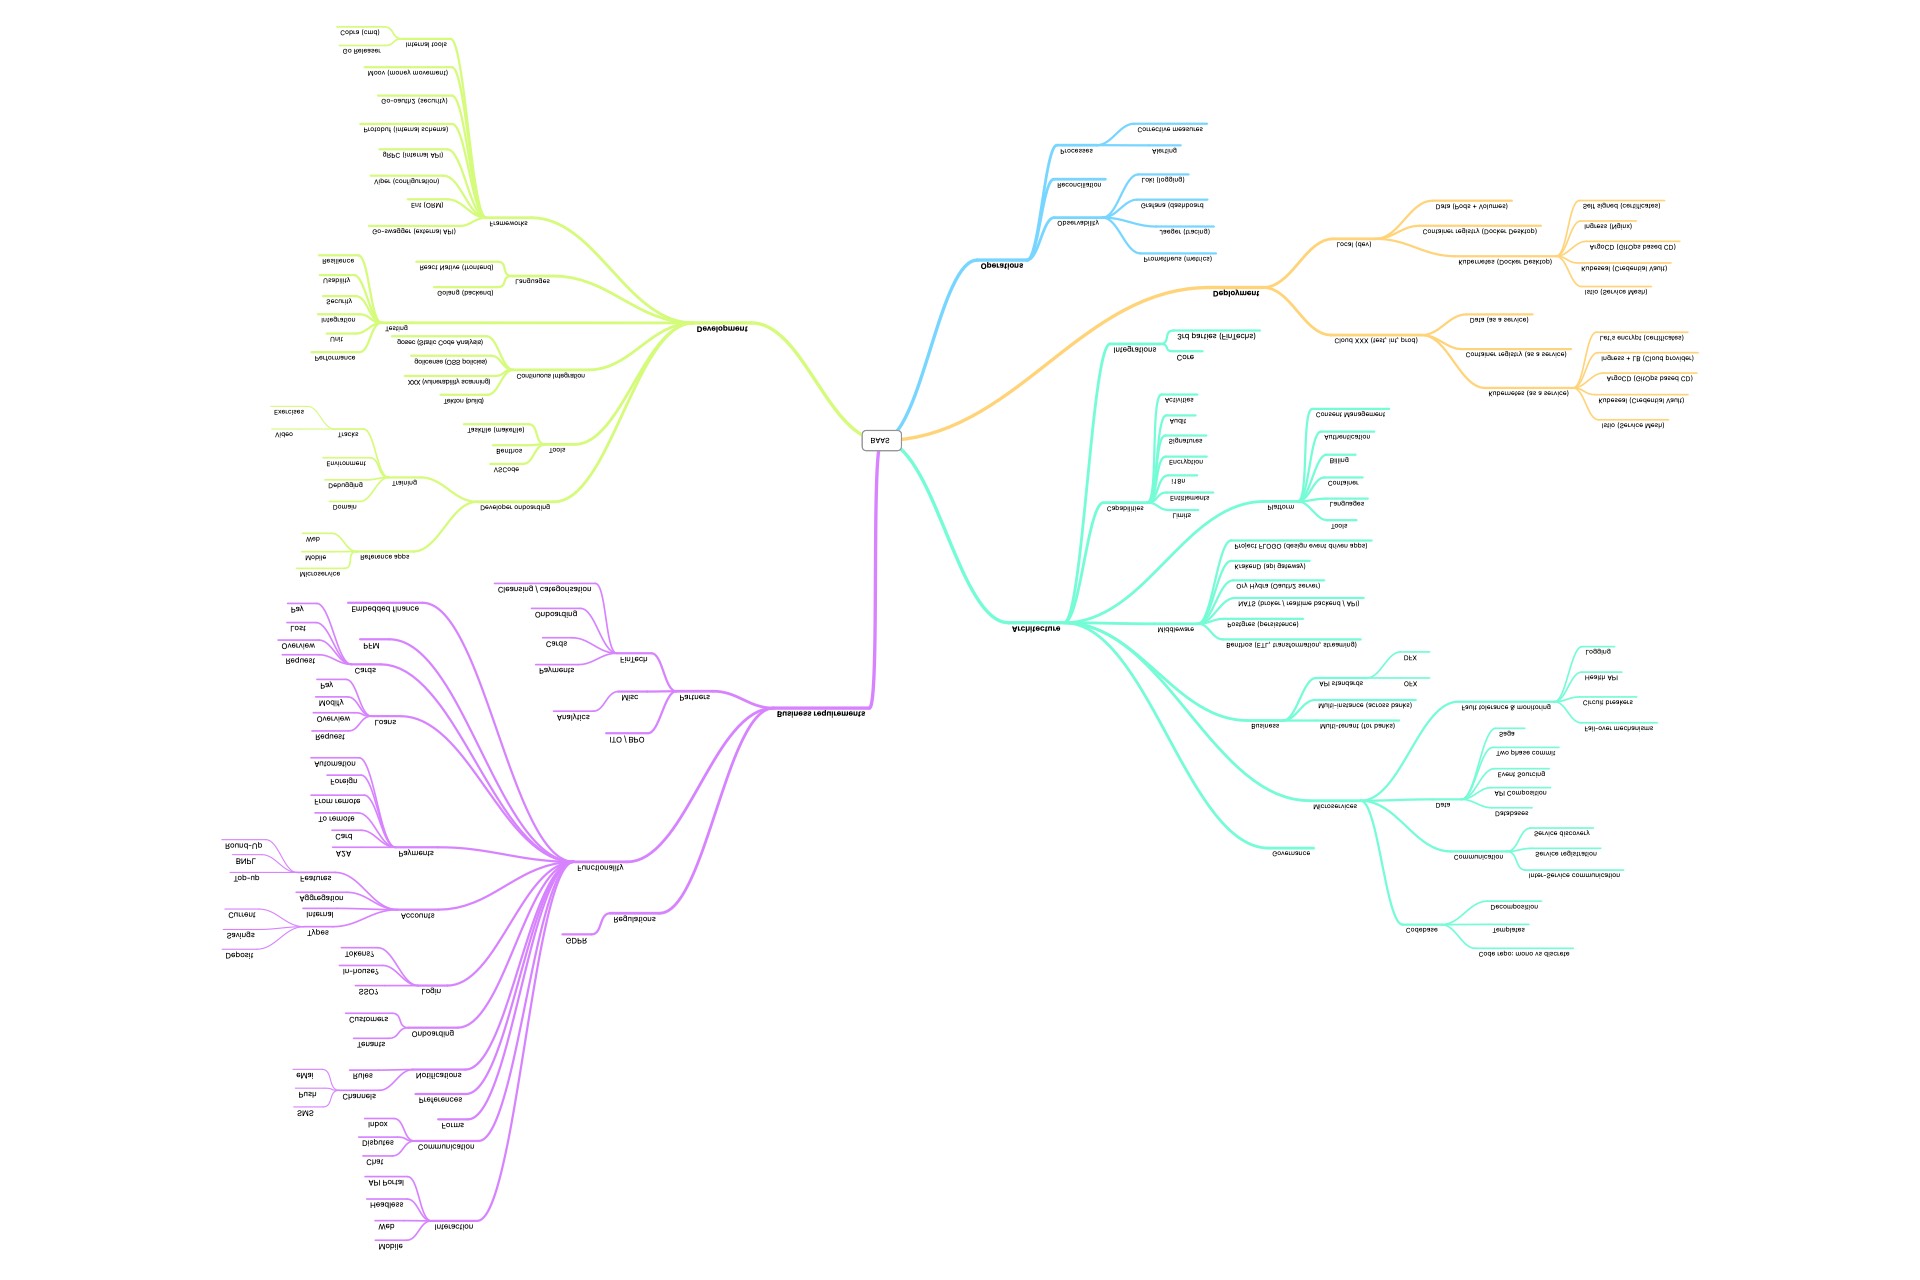 BAAS
Development
Frameworks
Internal tools
Cobra (cmd)
Go Releaser
Moov (money movement)
Go-oauth2 (security)
Protobuf (internal schema)
gRPC (internal API)
Viper (configuration)
Ent (ORM)
Go-swagger (external API)
Languages
React Native (frontend)
Golang (backend)
Testing
Resilience
Usability
Security
Integration
Unit
Performance
Continuous Integration
gosec (Static Code Analysis)
golicense (OSS policies)
XXX (vulnerability scanning)
Tekton (build)
Developer onboarding
Tools
Taskfile (makefile)
Benthos
VSCode
Training
Tracks
Exercises
Video
Environment
Debugging
Domain
Reference apps
Web
Mobile
Microservice
Operations
Processes
Corrective measures
Alerting
Reconciliation
Observability
Loki (logging)
Grafana (dashboard
Jaeger (tracing)
Prometheus (metrics)
Deployment
Local (dev)
Data (Pods + Volumes)
Container registry (Docker Desktop)
Kubernetes (Docker Desktop)
Self signed (certificates)
Ingress (Nginx)
ArgoCD (GitOps based CD)
Kubeseal (Credential Vault)
Istio (Service Mesh)
Cloud XXX (test, int, prod)
Data (as a service)
Container registry (as a service)
Kubernetes (as a service)
Let's encrypt (certificates)
Ingress + LB (Cloud provider)
ArgoCD (GitOps based CD)
Kubeseal (Credential Vault)
Istio (Service Mesh)
Architecture
Integrations
3rd parties (FinTechs)
Core
Capabilities
Activities
Audit
Signatures
Encryption
i18n
Entitlements
Limits
Platform
Consent Management
Authentication
Billing
Container
Languages
Tools
Middleware
Project FLOGO (design event driven apps)
KrakenD (api gateway)
Ory Hydra (Oauth2 server)
NATS (broker / realtime backend / API)
Postgres (persistence)
Benthos (ETL, transformation, streaming)
Business
API standards
DFX
OFX
Multi-instance (across banks)
Multi-tenant (for banks)
Microservices
Fault tolerance & monitoring
Logging
Health API
Circuit breakers
Fail-over mechanisms
Data
Saga
Two phase commit
Event Sourcing
API Composition
Databases
Communication
Service discovery
Service registration
Inter-Service communication
Codebase
Decomposition
Templates
Code repo: mono vs discrete
Governance
Business requirements
Partners
FinTech
Cleansing / categorisation
Onboarding
Cards
Payments
Misc
Analytics
ITO / BPO
Functionality
Embedded finance
PFM
Cards
Pay
Lost
Overview
Request
Loans
Pay
Modify
Overview
Request
Payments
Automation
Foreign
From remote
To remote
Card
A2A
Accounts
Features
Round-Up
BNPL
Top-up
Aggregation
Internal
Types
Current
Savings
Deposit
Login
Tokens?
In-house?
SSO?
Onboarding
Customers
Tenants
Notifications
Rules
Channels
eMail
Push
SMS
Preferences
Forms
Communication
Inbox
Disputes
Chat
Interaction
API Portal
Headless
Web
Mobile
Regulations
GDPR